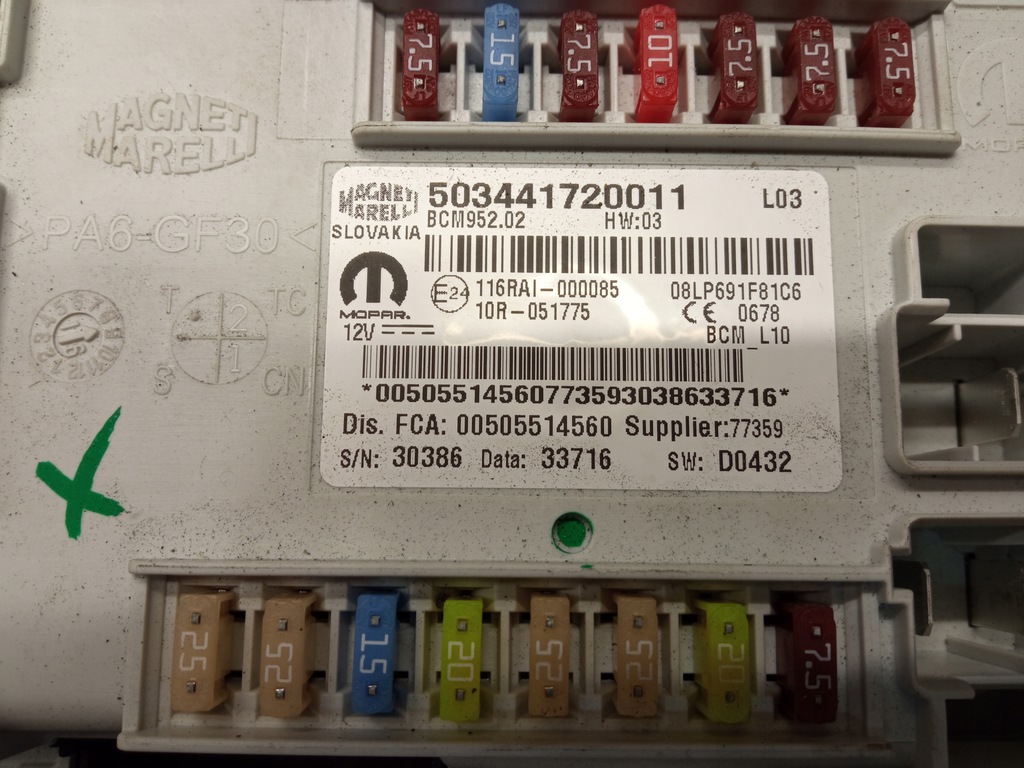 7.5 15 7.5 10 7.5 7.5 7.5
MAGNETI
MARELLI
MOPAR
>PA6-GF30<
T TC
2
1
S CN
16
MAGNETI
MARELLI
SLOVAKIA
503441720011 L03
BCM952.02 HW:03
MOPAR.
E24 116RAI-000085 08LP691F81C6
10R-051775 CE 0678
12V BCM_L10
*00505514560773593038633716*
Dis. FCA: 00505514560 Supplier:77359
S/N: 30386 Data: 33716 SW: D0432
25 25 15 20 25 25 20 7.5